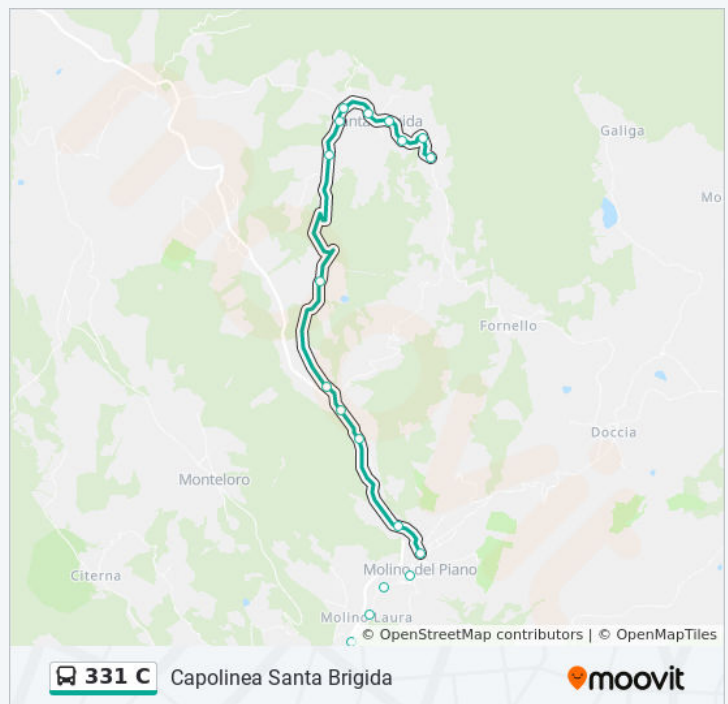 Galiga
Mo
Fornello
Doccia
Monteloro
Citerna
Molino del Piano
Molino Laura
© OpenStreetMap contributors | © OpenMapTiles
331 C
Capolinea Santa Brigida
moovit